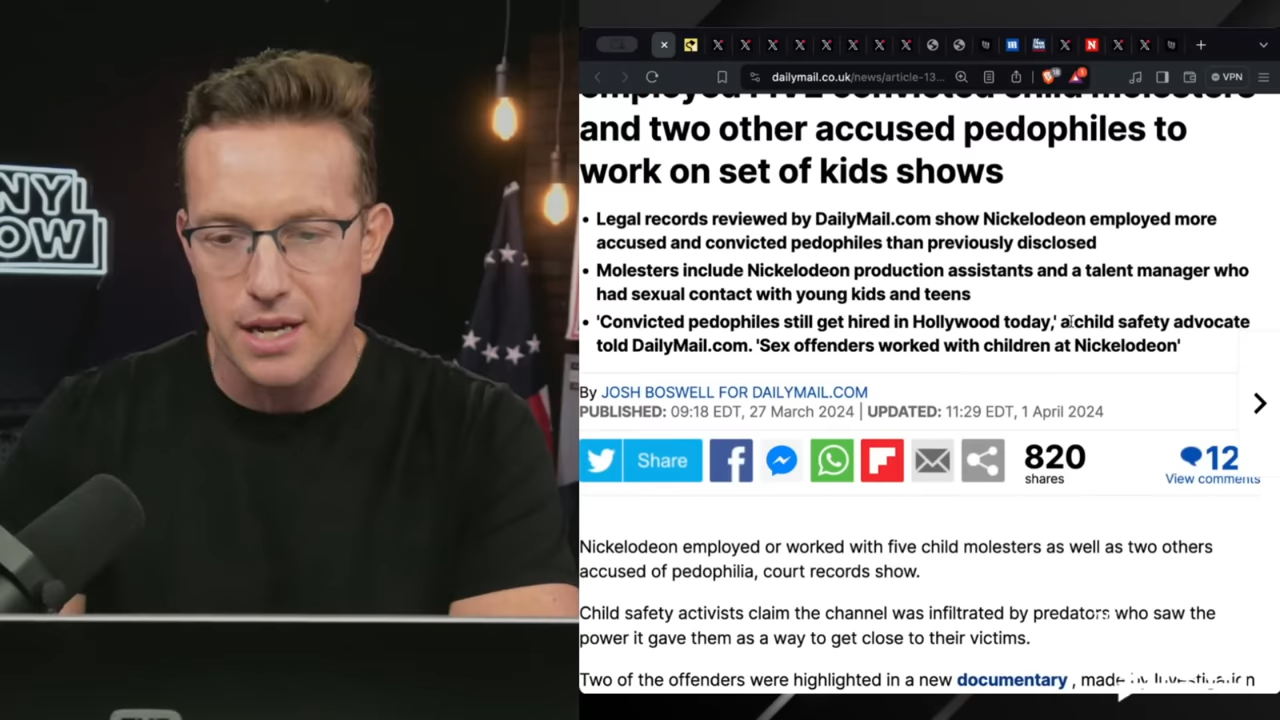 NYI
OW
dailymail.co.uk/news/article-13...
VPN
and two other accused pedophiles to
work on set of kids shows
• Legal records reviewed by DailyMail.com show Nickelodeon employed more
accused and convicted pedophiles than previously disclosed
• Molesters include Nickelodeon production assistants and a talent manager who
had sexual contact with young kids and teens
• 'Convicted pedophiles still get hired in Hollywood today,' a child safety advocate
told DailyMail.com. 'Sex offenders worked with children at Nickelodeon'
By JOSH BOSWELL FOR DAILYMAIL.COM
PUBLISHED: 09:18 EDT, 27 March 2024 | UPDATED: 11:29 EDT, 1 April 2024
Share
820
shares
12
View comments
Nickelodeon employed or worked with five child molesters as well as two others
accused of pedophilia, court records show.
Child safety activists claim the channel was infiltrated by predators who saw the
power it gave them as a way to get close to their victims.
Two of the offenders were highlighted in a new documentary , made by